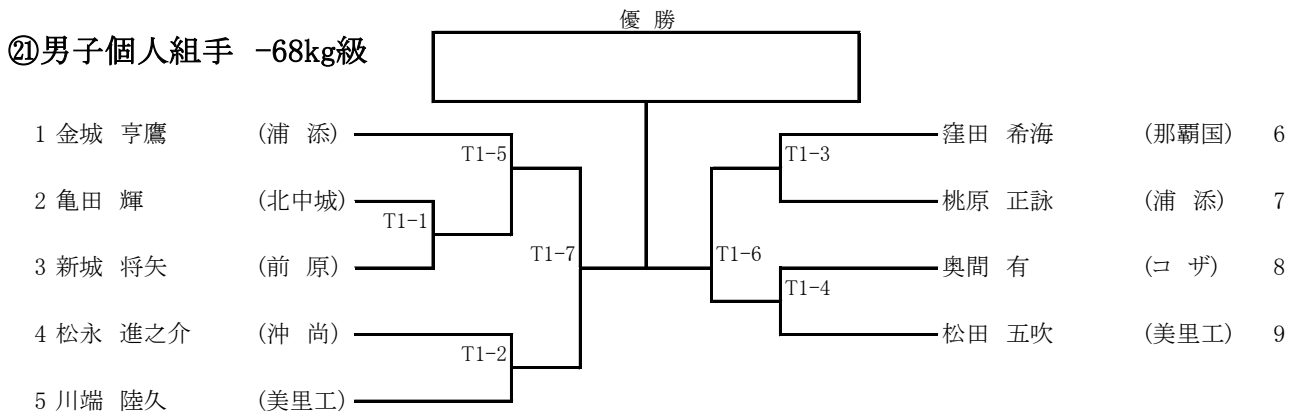 優 勝
㉑男子個人組手 -68kg級
1 金城 亨鷹 (浦 添) 窪田 希海 (那覇国) 6
T1-5 T1-3
2 亀田 輝 (北中城) 桃原 正詠 (浦 添) 7
T1-1
T1-7 T1-6
3 新城 将矢 (前 原) 奥間 有 (コ ザ) 8
T1-4
4 松永 進之介 (沖 尚) 松田 五吹 (美里工) 9
T1-2
5 川端 陸久 (美里工)